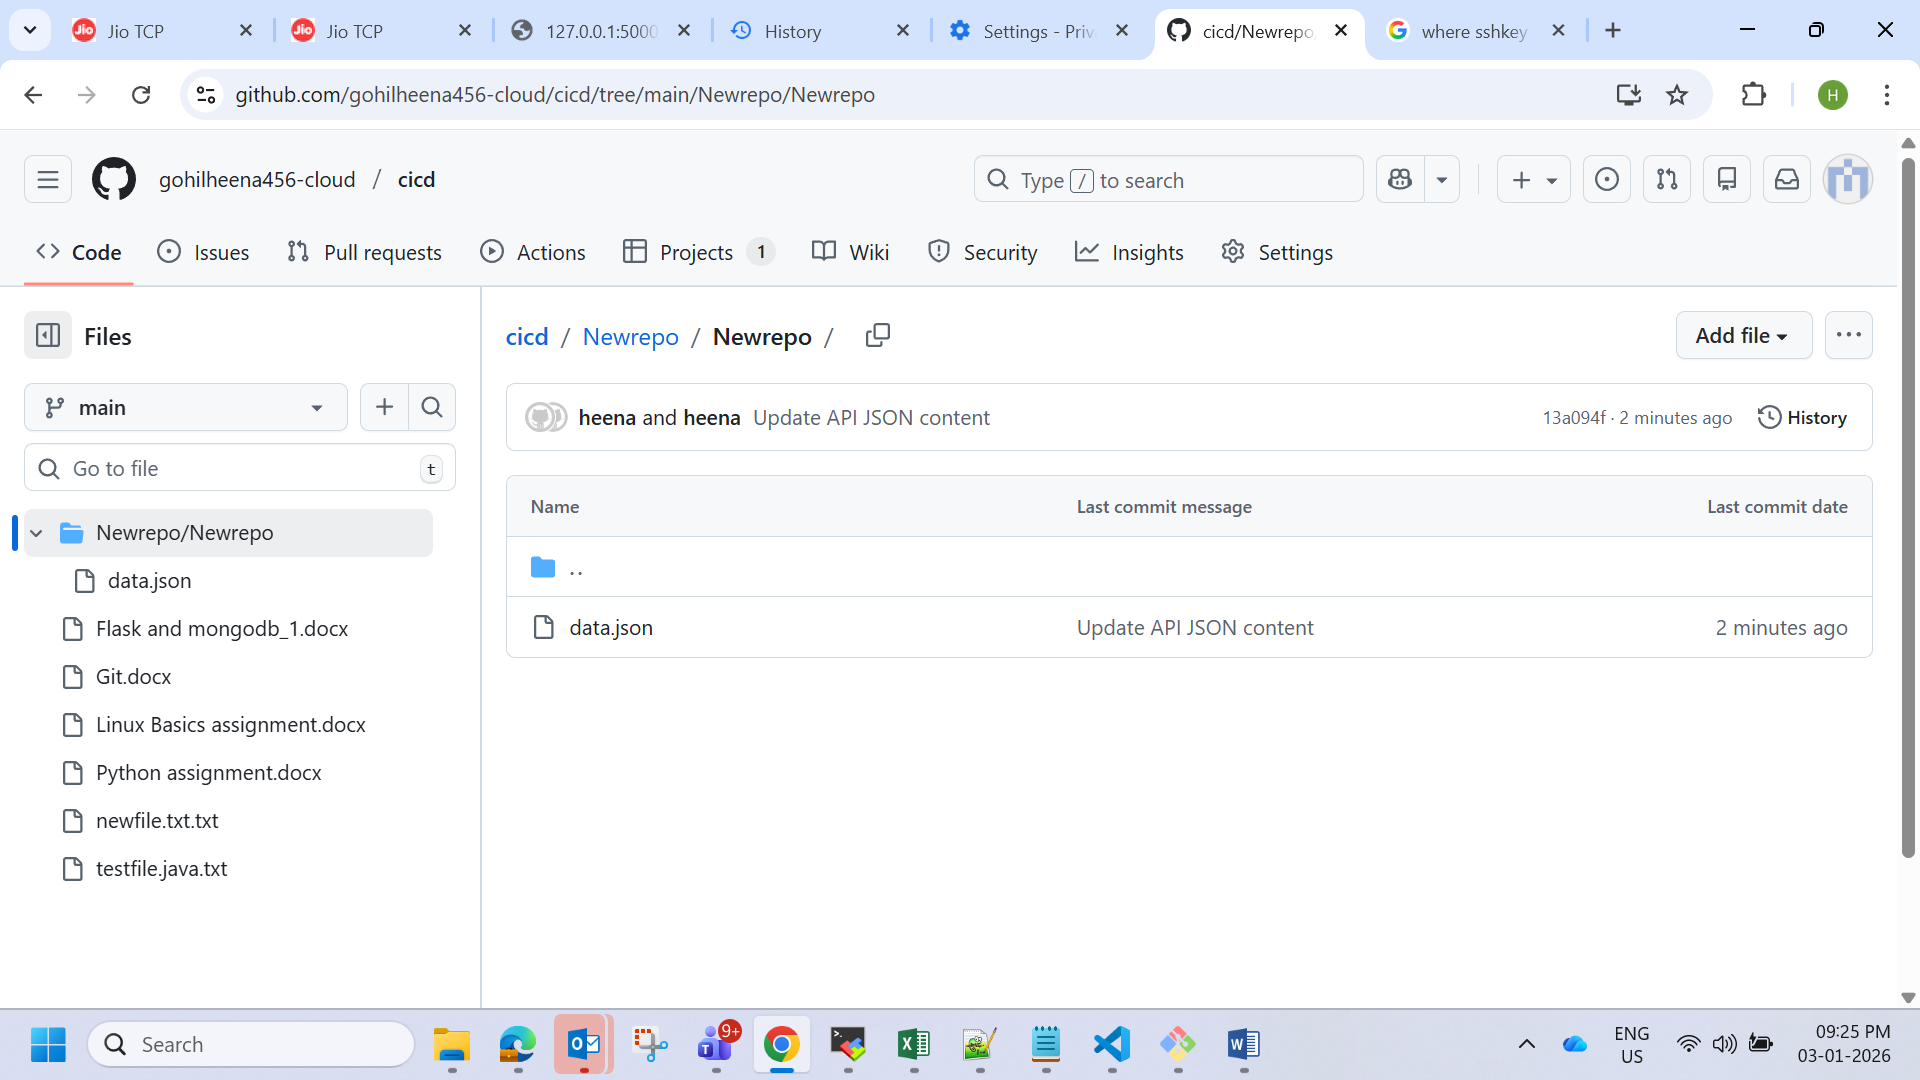 Jio TCP
Jio TCP
127.0.0.1:5000
History
Settings - Priv
cicd/Newrepo
where sshkey
github.com/gohilheena456-cloud/cicd/tree/main/Newrepo/Newrepo
H
gohilheena456-cloud / cicd
Type / to search
Code
Issues
Pull requests
Actions
Projects 1
Wiki
Security
Insights
Settings
Files
cicd / Newrepo / Newrepo /
Add file
main
heena and heena Update API JSON content
13a094f · 2 minutes ago
History
Go to file
t
Name
Last commit message
Last commit date
Newrepo/Newrepo
..
data.json
data.json
Update API JSON content
2 minutes ago
Flask and mongodb_1.docx
Git.docx
Linux Basics assignment.docx
Python assignment.docx
newfile.txt.txt
testfile.java.txt
Search
9+
ENG
US
09:25 PM
03-01-2026